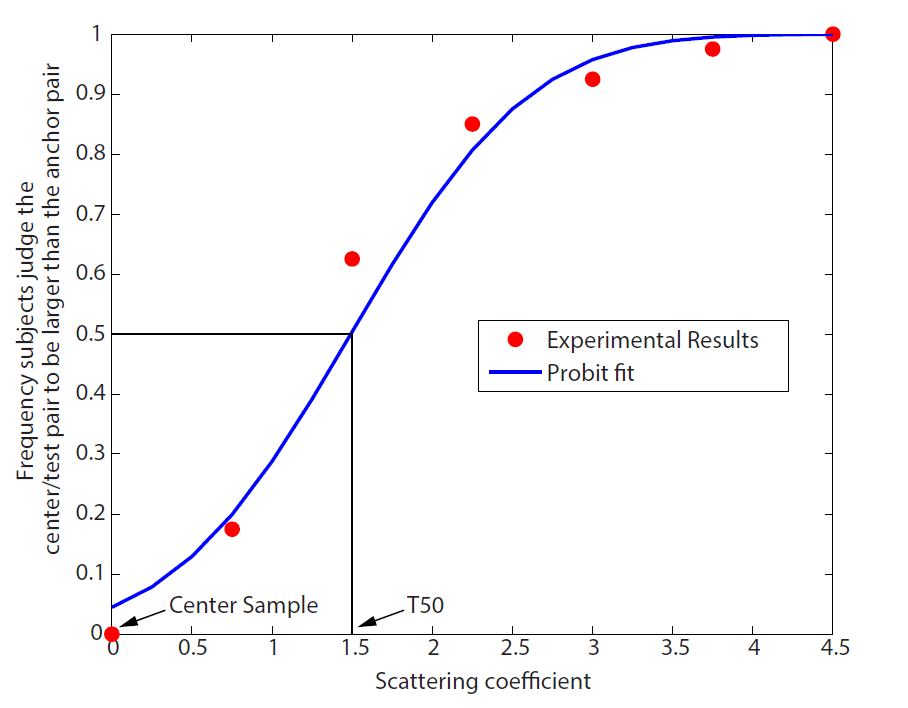 Frequency subjects judge the
center/test pair to be larger than the anchor pair
1
0.9
0.8
0.7
0.6
0.5
0.4
0.3
0.2
0.1
0
Experimental Results
Probit fit
Center Sample
T50
0 0.5 1 1.5 2 2.5 3 3.5 4 4.5
Scattering coefficient